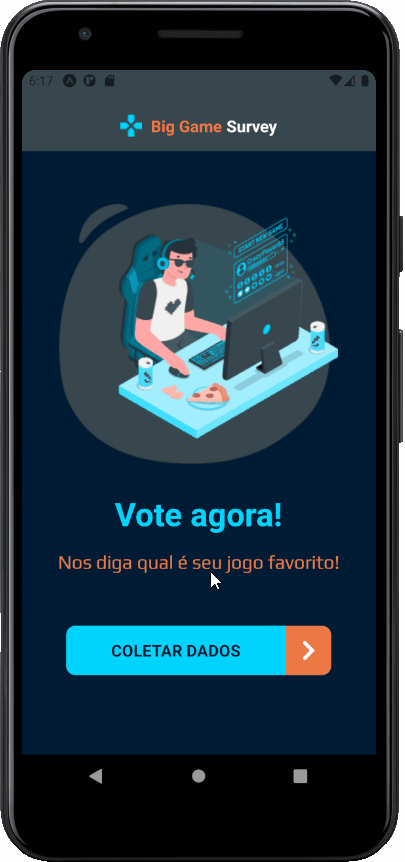 6:17
Big Game Survey
START NEW GAME
Vote agora!
Nos diga qual é seu jogo favorito!
COLETAR DADOS